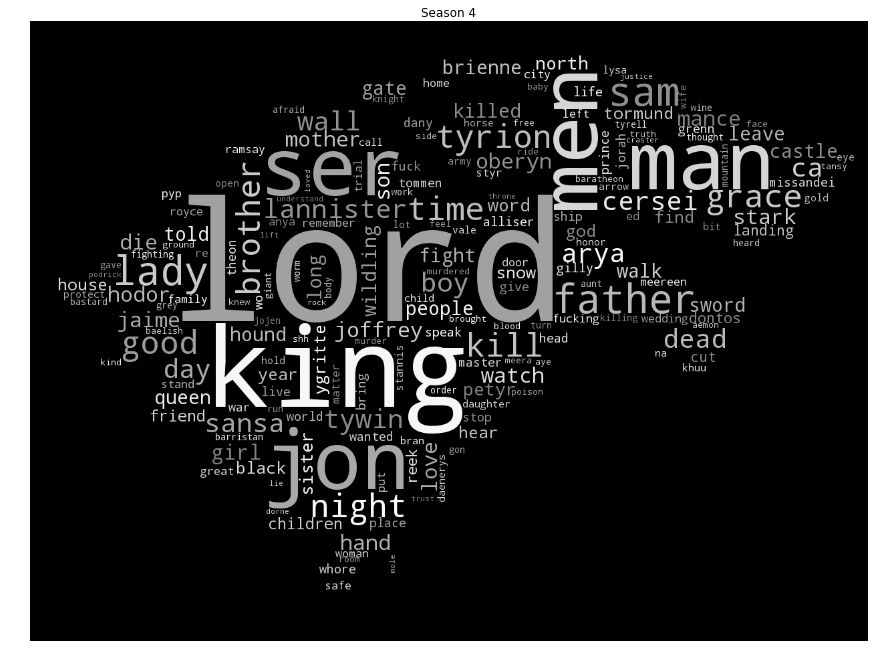 Season 4
brienne
north
lysa
city
justice
home
baby
gate
knight
life
sam
wife
wine
afraid
killed
men
left
tormund
mance
wall
dany
horse
free
tyrell
face
mother
call
side
tyrion
prince
truth
grenn
thought
leave
ramsay
ser
ride
jorah
craster
man
castle
eye
brother
loved
trial
son
fuck
army
oberyn
mountain
ca
tansy
open
tommen
styr
baratheon
missandei
pyp
understand
work
throne
arrow
cersei
grace
gold
royce
lannister
time
word
ship
ed
find
stark
anya
remember
lot
feel
alliser
bit
landing
told
lift
vale
god
heard
die
ground
theon
lord
wildling
fight
door
honor
arya
fighting
re
long
murdered
snow
gilly
walk
gave
lady
worm
body
boy
give
aunt
meereen
podrick
house
hodor
family
knew
wo
giant
rock
child
people
father
sword
protect
bastard
grey
jaime
jojen
brought
fucking
killing
wedding
dontos
baelish
king
shh
joffrey
speak
blood
turn
aemon
good
hound
ygritte
murder
kill
head
dead
kind
hold
stannis
master
meera
aye
na
cut
day
year
matter
watch
khuu
stand
live
bring
order
petyr
poison
queen
war
run
daughter
friend
sansa
world
tywin
stop
barristan
wanted
bran
hear
girl
jon
sister
love
gon
great
black
reek
daenerys
lie
put
dorne
night
trust
children
place
hand
woman
room
whore
mole
safe